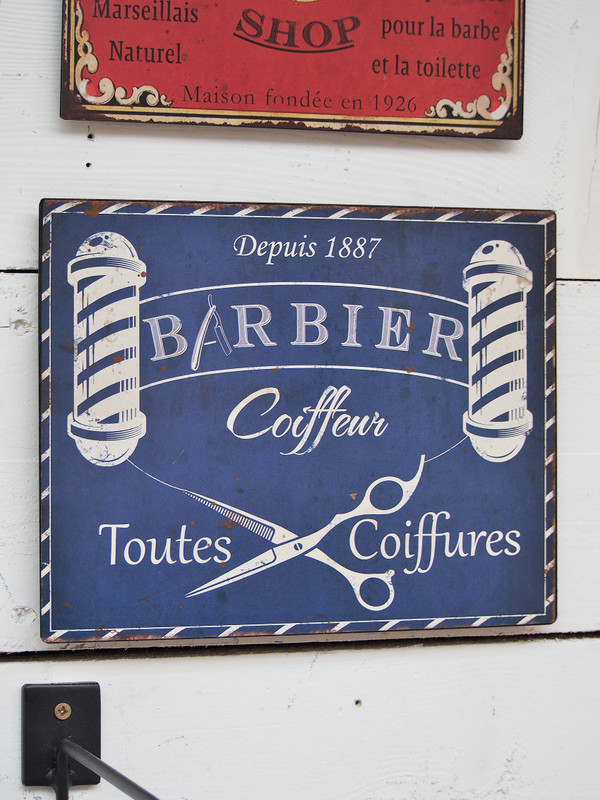 Marseillais
Naturel
SHOP
pour la barbe
et la toilette
Maison fondée en 1926
Depuis 1887
BARBIER
Coiffeur
Toutes Coiffures